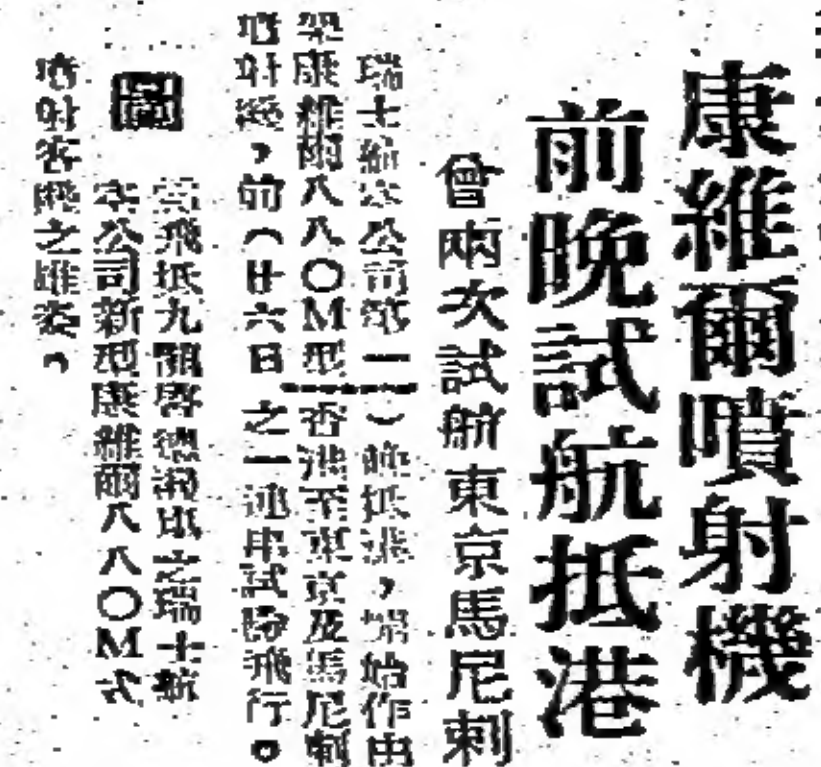 康維爾噴射機
前晚試航抵港
曾兩次試航東京馬尼剌
瑞士航空公司第一
架康維爾八八〇M型
噴射機，前（廿六日
）晚抵港，開始作由
香港至東京及馬尼剌
之一連串試驗飛行。
圖
為飛抵九龍啓德之瑞士航
空公司新型康維爾八八〇M式
噴射客機之雄姿。